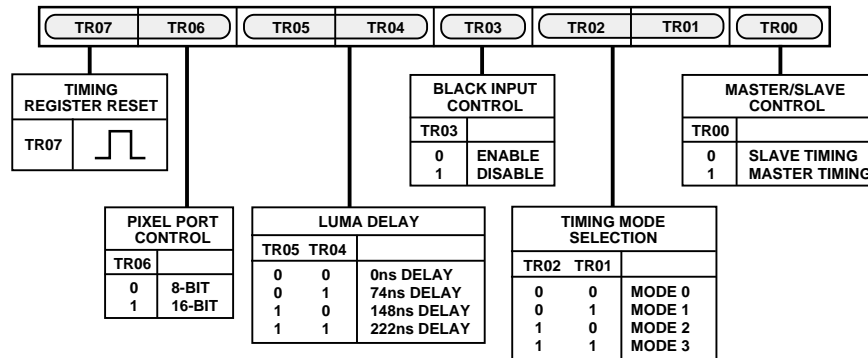 TR07 TR06 TR05 TR04 TR03 TR02 TR01 TR00
TIMING
REGISTER RESET
TR07
BLACK INPUT
CONTROL
TR03
0 ENABLE
1 DISABLE
MASTER/SLAVE
CONTROL
TR00
0 SLAVE TIMING
1 MASTER TIMING
PIXEL PORT
CONTROL
TR06
0 8-BIT
1 16-BIT
LUMA DELAY
TR05 TR04
0 0 0ns DELAY
0 1 74ns DELAY
1 0 148ns DELAY
1 1 222ns DELAY
TIMING MODE
SELECTION
TR02 TR01
0 0 MODE 0
0 1 MODE 1
1 0 MODE 2
1 1 MODE 3